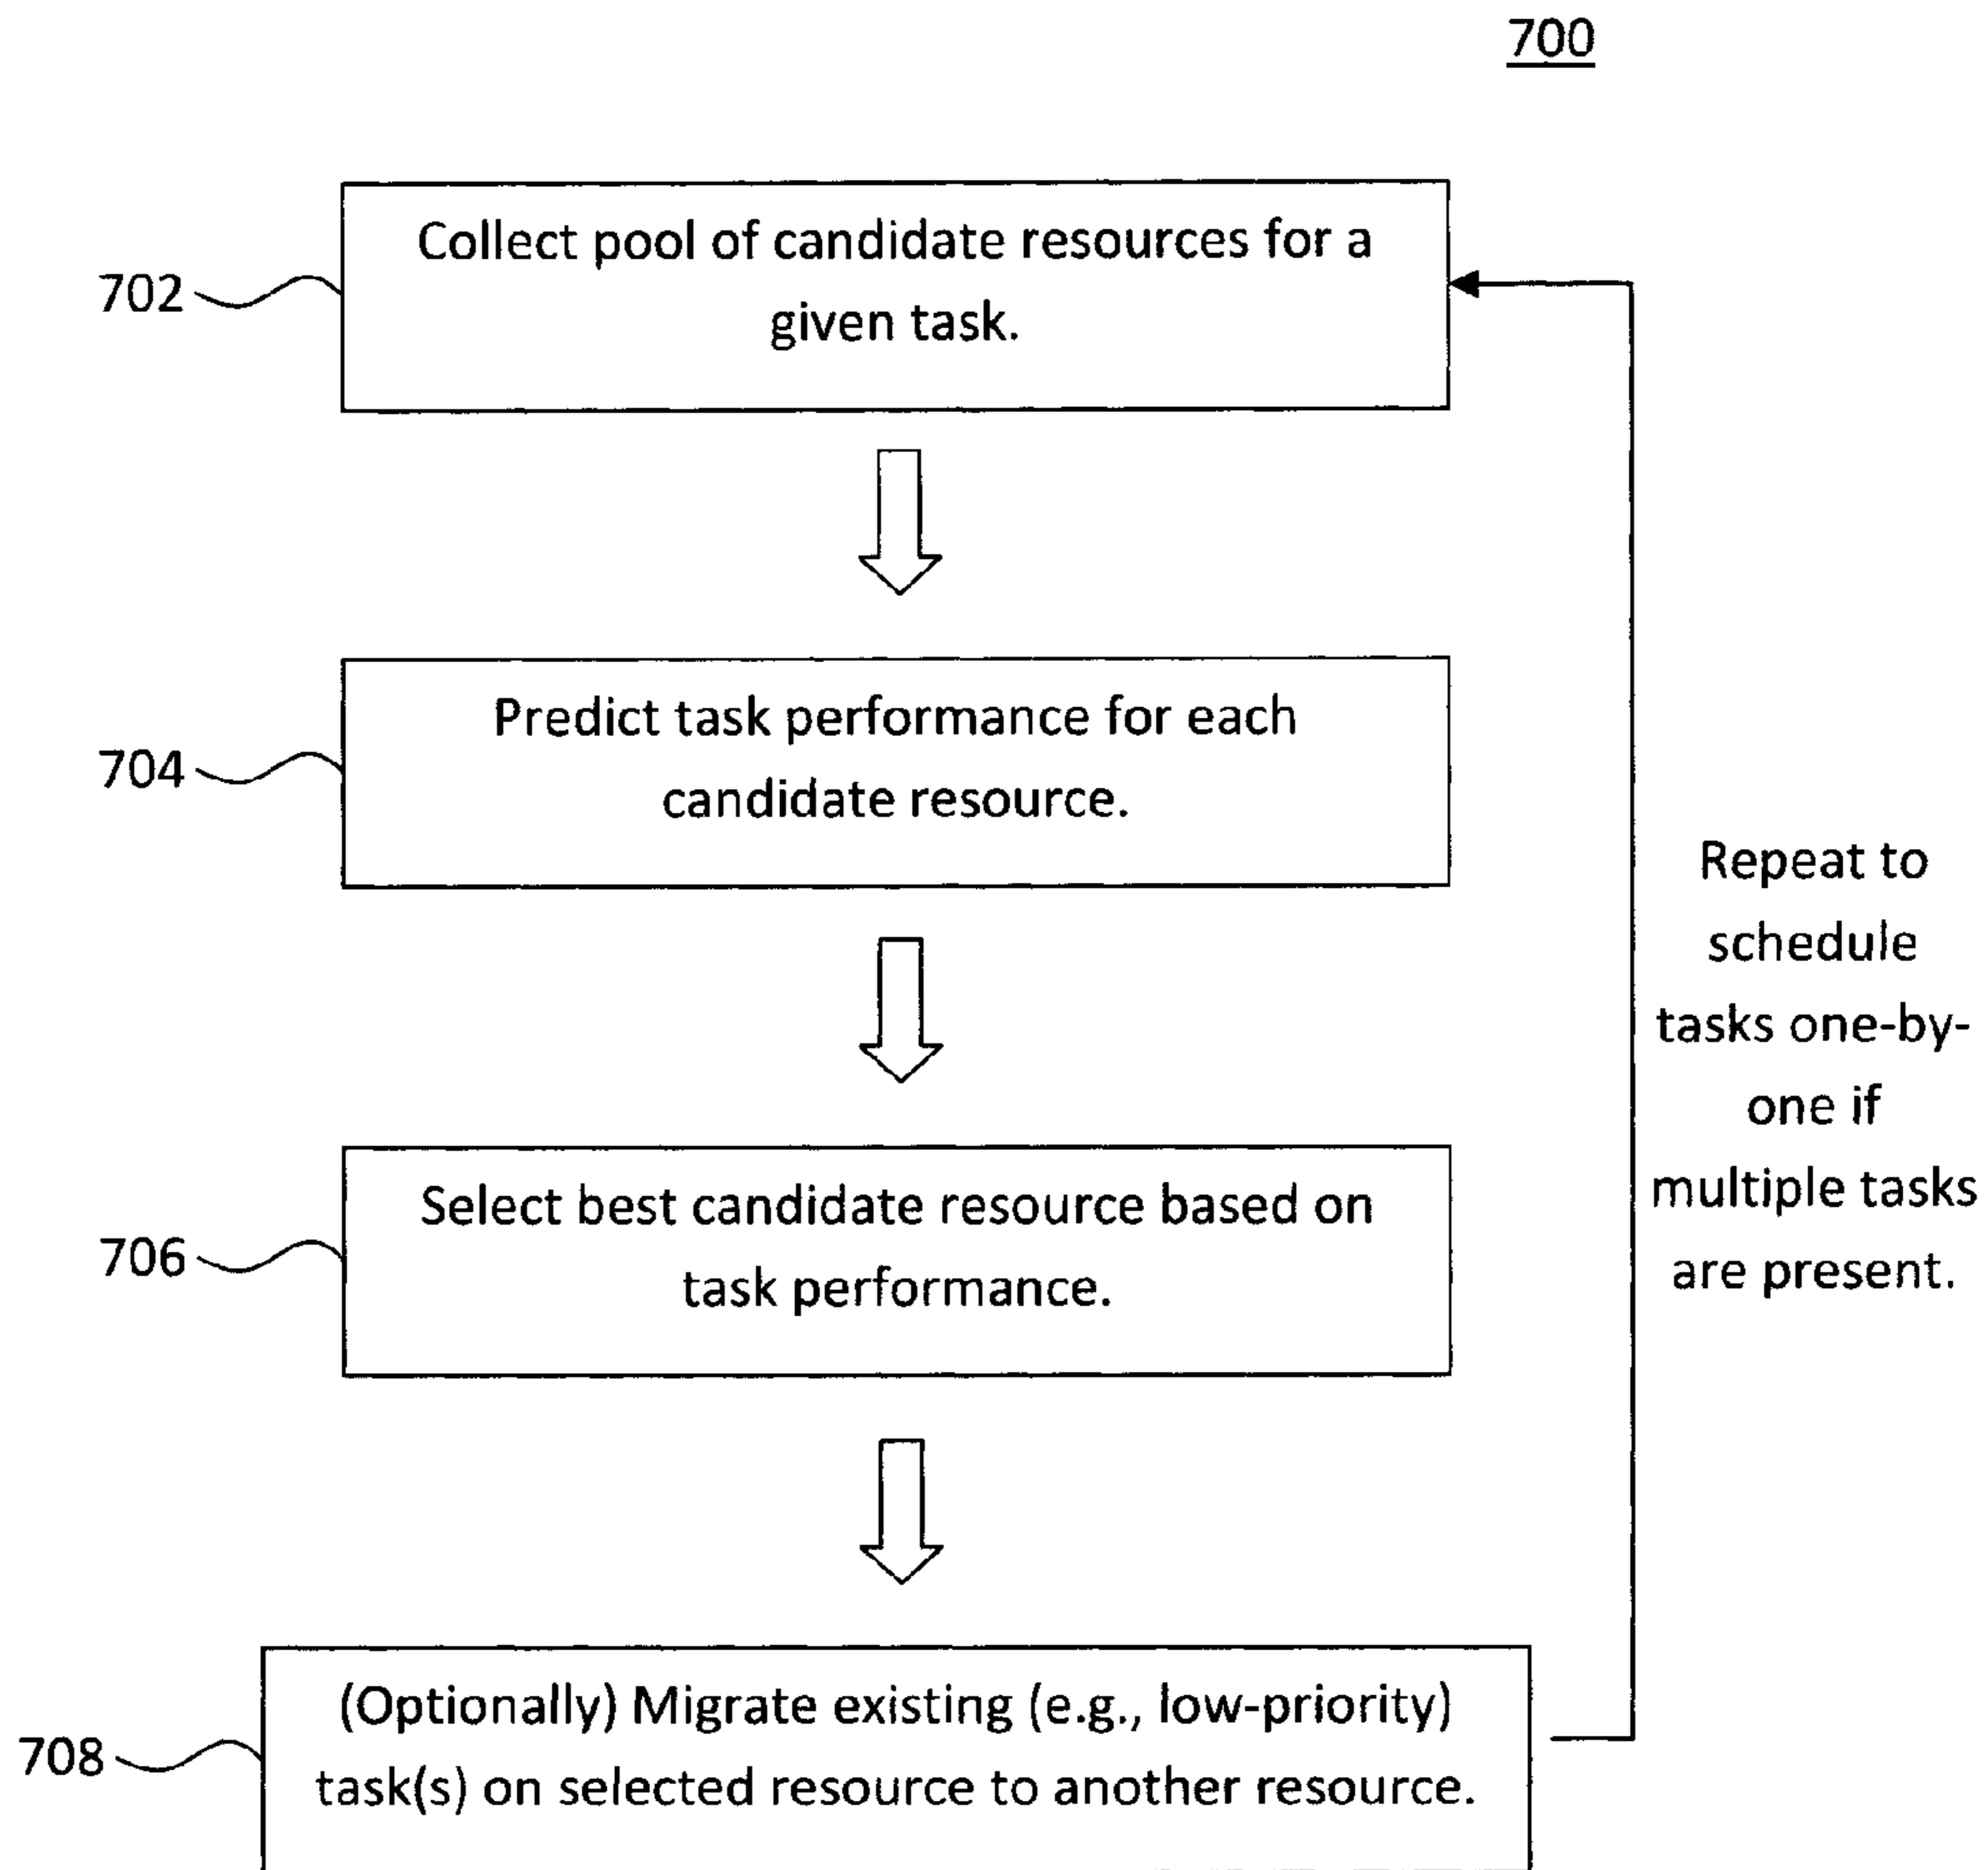 700
702
Collect pool of candidate resources for a
given task.
704
Predict task performance for each
candidate resource.
Repeat to
schedule
tasks one-by-
one if
multiple tasks
are present.
706
Select best candidate resource based on
task performance.
708
(Optionally) Migrate existing (e.g., low-priority)
task(s) on selected resource to another resource.